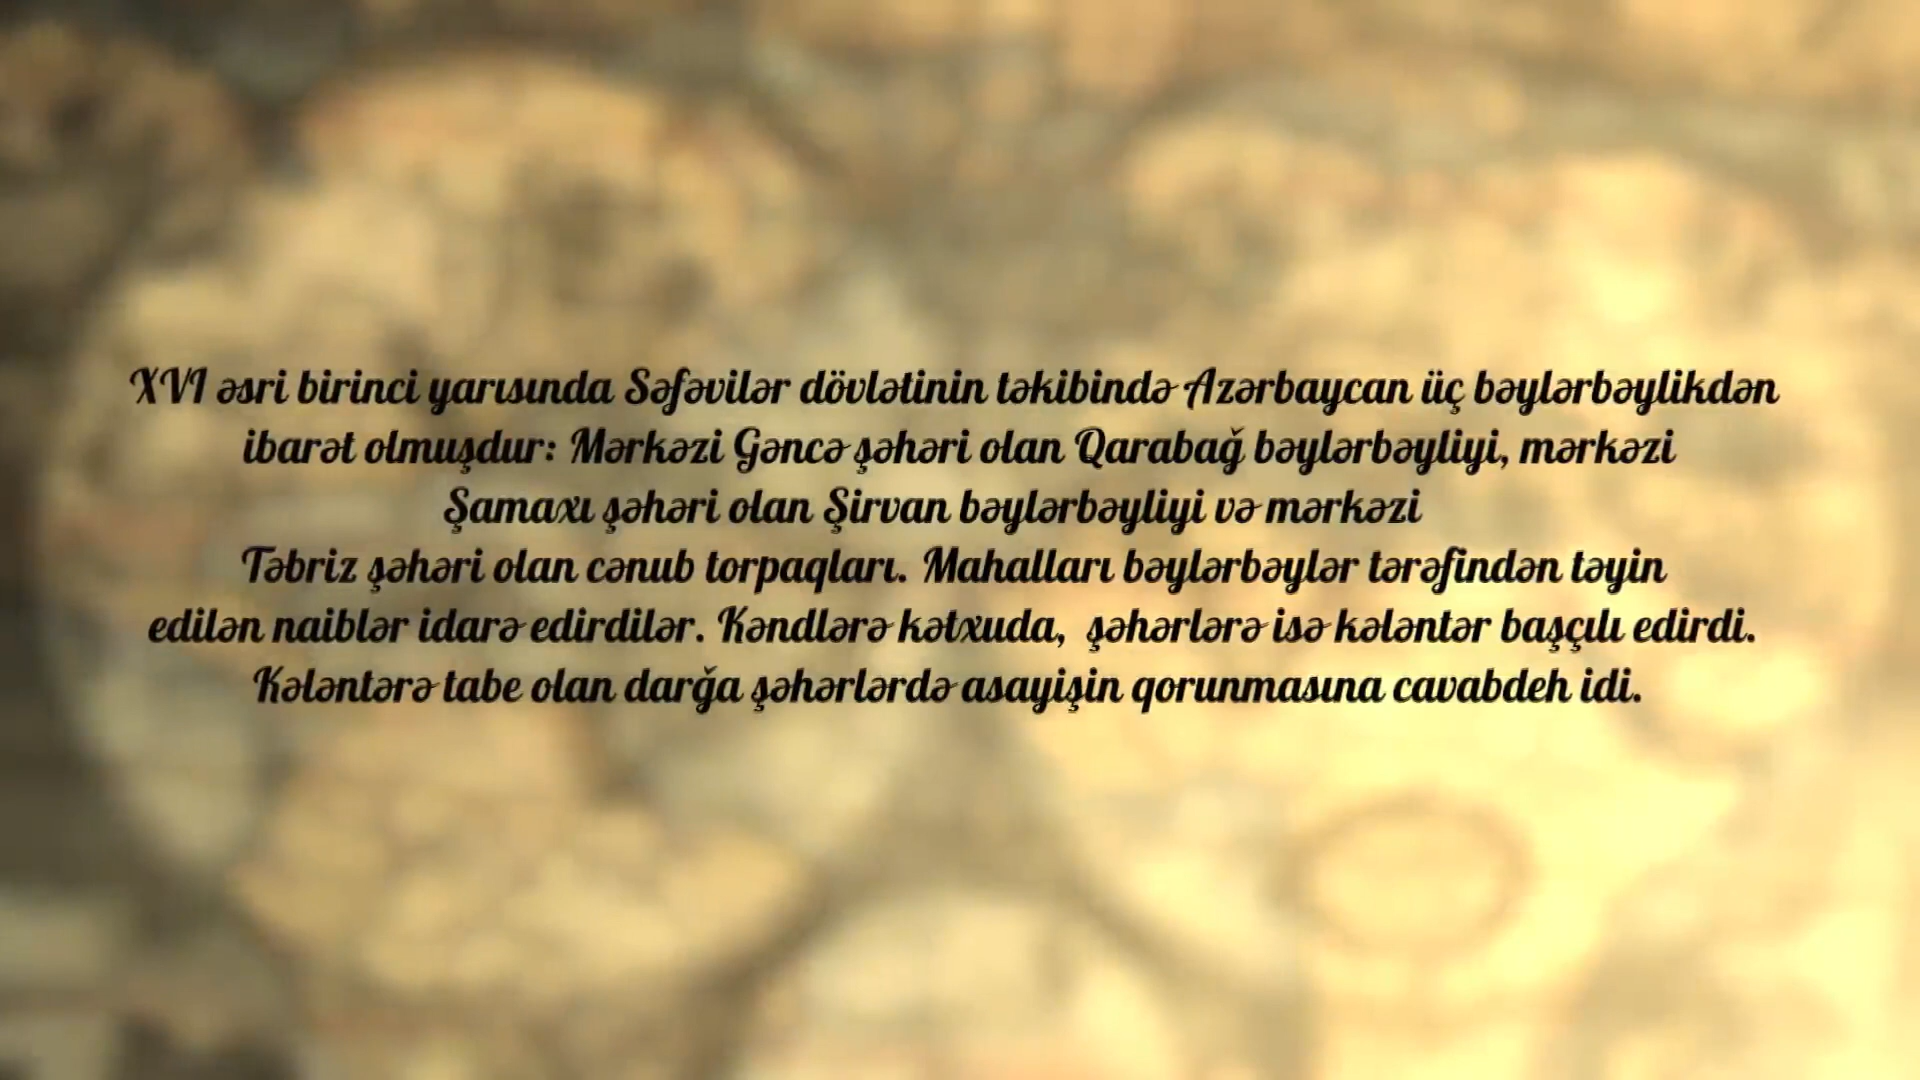 XVI əsri birinci yarısında Səfəvilər dövlətinin təkibində Azərbaycan üç bəylərbəylikdən
ibarət olmuşdur: Mərkəzi Gəncə şəhəri olan Qarabağ bəylərbəyliyi, mərkəzi
Şamaxı şəhəri olan Şirvan bəylərbəyliyi və mərkəzi
Təbriz şəhəri olan cənub torpaqları. Mahalları bəylərbəylər tərəfindən təyin
edilən naiblər idarə edirdilər. Kəndlərə kətxuda,  şəhərlərə isə kələntər başçılı edirdi.
Kələntərə tabe olan darğa şəhərlərdə asayişin qorunmasına cavabdeh idi.